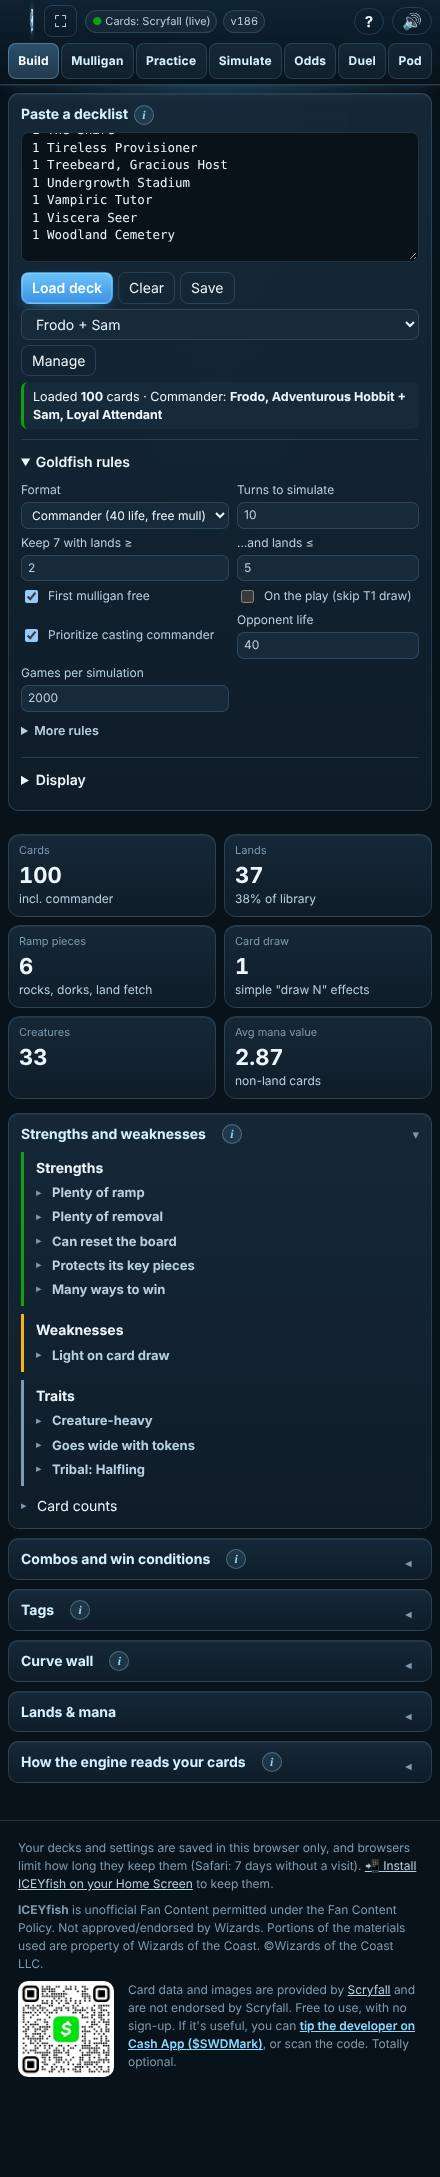 Cards: Scryfall (live)
v186
?
Build
Mulligan
Practice
Simulate
Odds
Duel
Pod
Paste a decklist i
1 Tireless Provisioner
1 Treebeard, Gracious Host
1 Undergrowth Stadium
1 Vampiric Tutor
1 Viscera Seer
1 Woodland Cemetery
Load deck
Clear
Save
Frodo + Sam
Manage
Loaded 100 cards · Commander: Frodo, Adventurous Hobbit +
Sam, Loyal Attendant
Goldfish rules
Format
Turns to simulate
Commander (40 life, free mull)
10
Keep 7 with lands ≥
...and lands ≤
2
5
First mulligan free
On the play (skip T1 draw)
Prioritize casting commander
Opponent life
40
Games per simulation
2000
More rules
Display
Cards
100
incl. commander
Lands
37
38% of library
Ramp pieces
6
rocks, dorks, land fetch
Card draw
1
simple "draw N" effects
Creatures
33
Avg mana value
2.87
non-land cards
Strengths and weaknesses i
Strengths
Plenty of ramp
Plenty of removal
Can reset the board
Protects its key pieces
Many ways to win
Weaknesses
Light on card draw
Traits
Creature-heavy
Goes wide with tokens
Tribal: Halfling
Card counts
Combos and win conditions i
Tags i
Curve wall i
Lands & mana
How the engine reads your cards i
Your decks and settings are saved in this browser only, and browsers
limit how long they keep them (Safari: 7 days without a visit). 📲 Install
ICEYfish on your Home Screen to keep them.
ICEYfish is unofficial Fan Content permitted under the Fan Content
Policy. Not approved/endorsed by Wizards. Portions of the materials
used are property of Wizards of the Coast. ©Wizards of the Coast
LLC.
Card data and images are provided by Scryfall and
are not endorsed by Scryfall. Free to use, with no
sign-up. If it's useful, you can tip the developer on
Cash App ($SWDMark), or scan the code. Totally
optional.
$